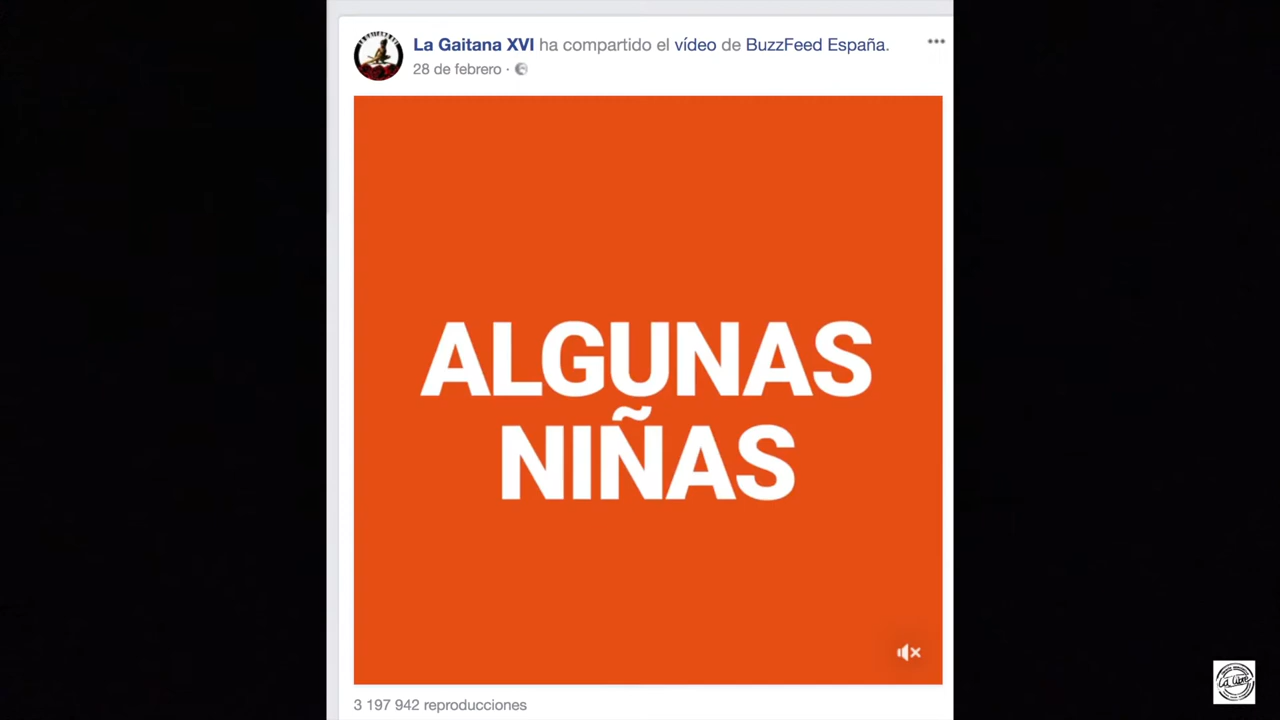 La Gaitana XVI ha compartido el vídeo de BuzzFeed España.
28 de febrero ·
ALGUNAS
NIÑAS
3 197 942 reproducciones